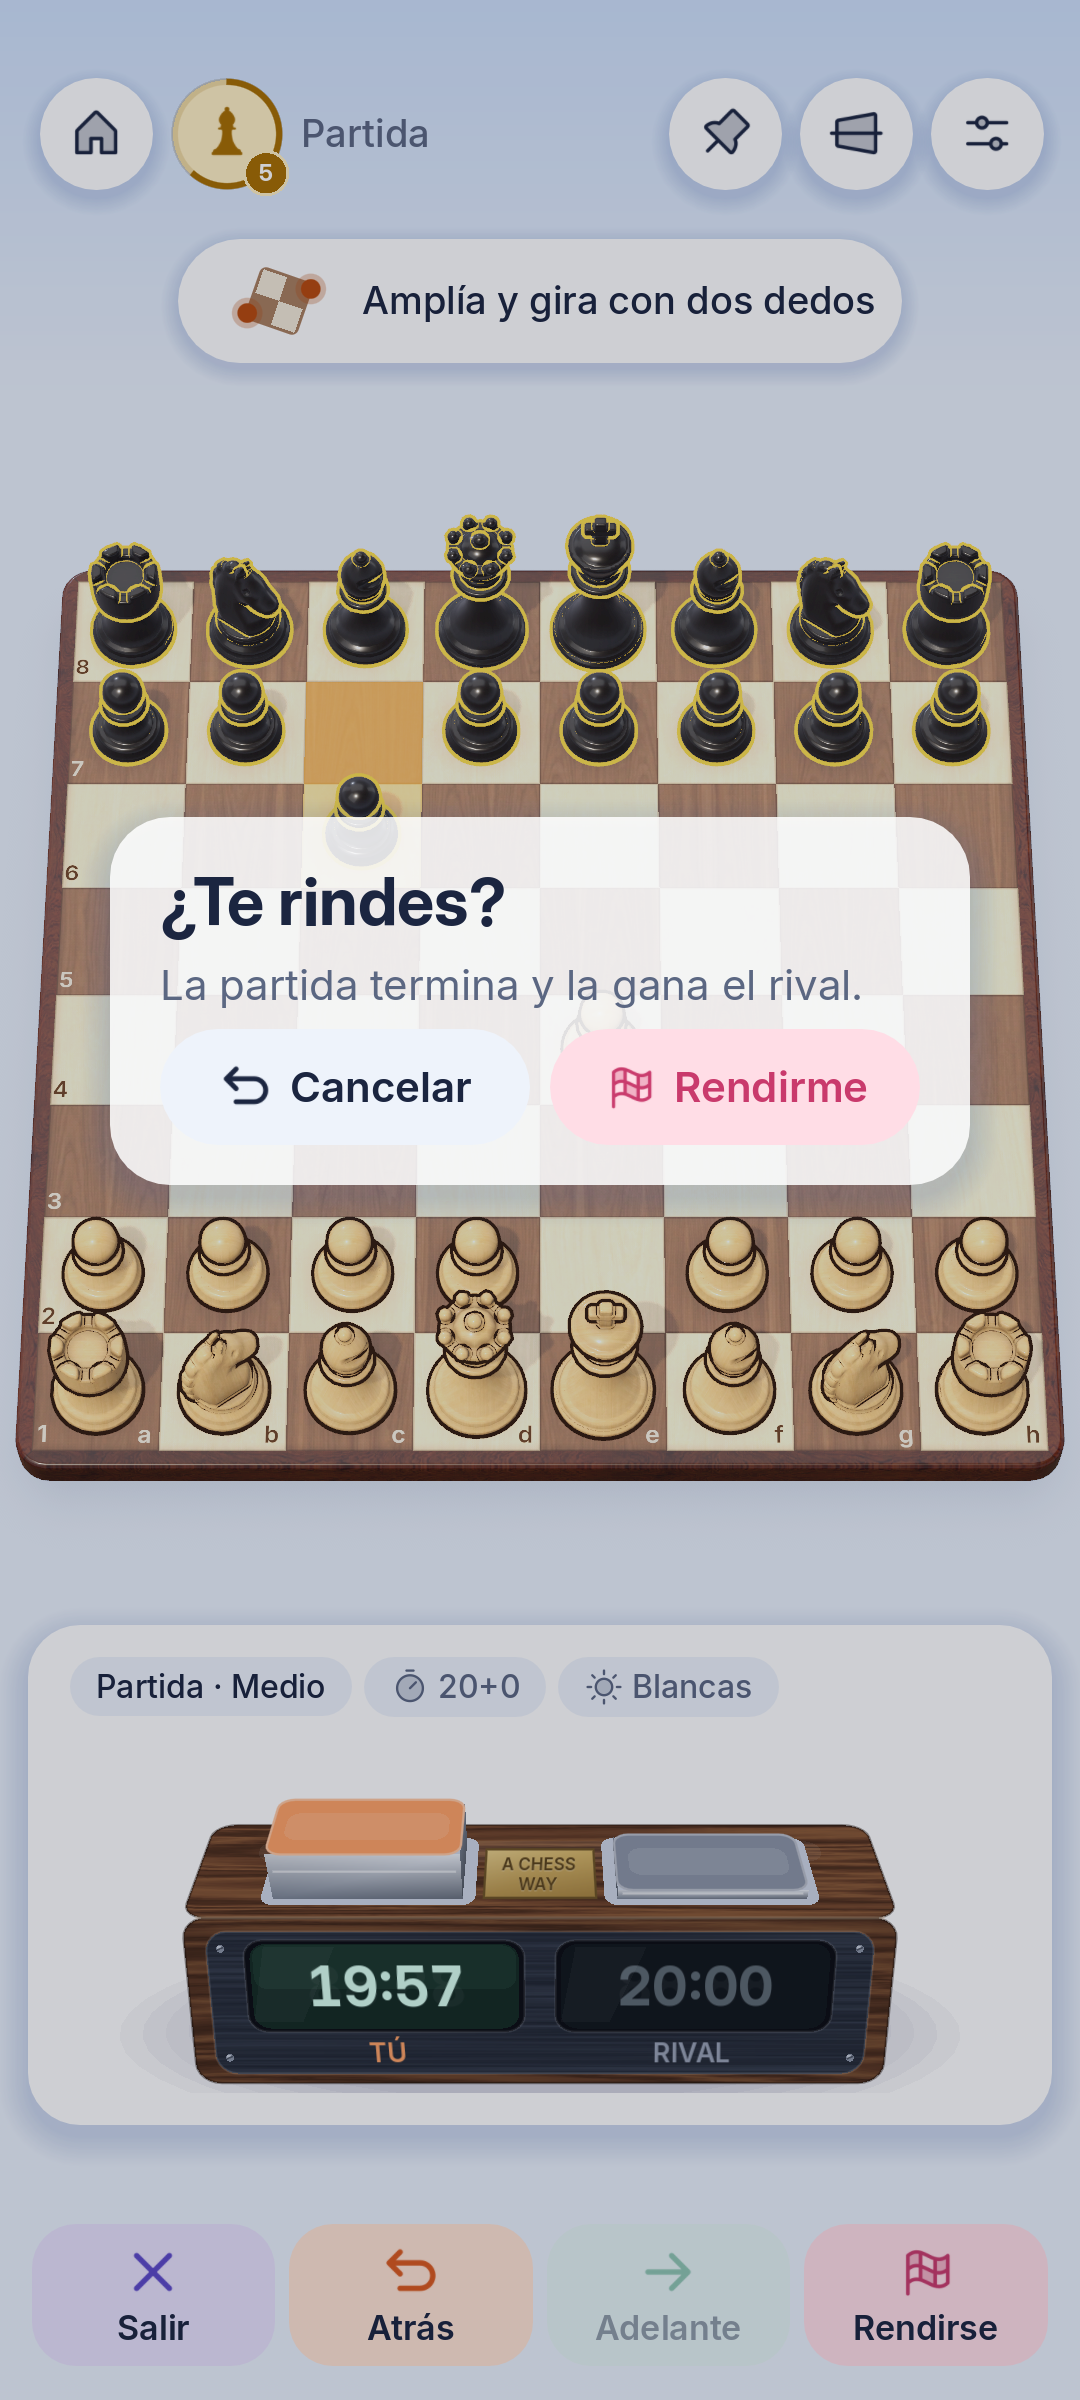 Partida
5
Amplía y gira con dos dedos
8
7
6
5
4
3
2
1
a b c d e f g h
¿Te rindes?
La partida termina y la gana el rival.
Cancelar
Rendirme
Partida · Medio
20+0
Blancas
A CHESS
WAY
19:57
20:00
TÚ
RIVAL
Salir
Atrás
Adelante
Rendirse